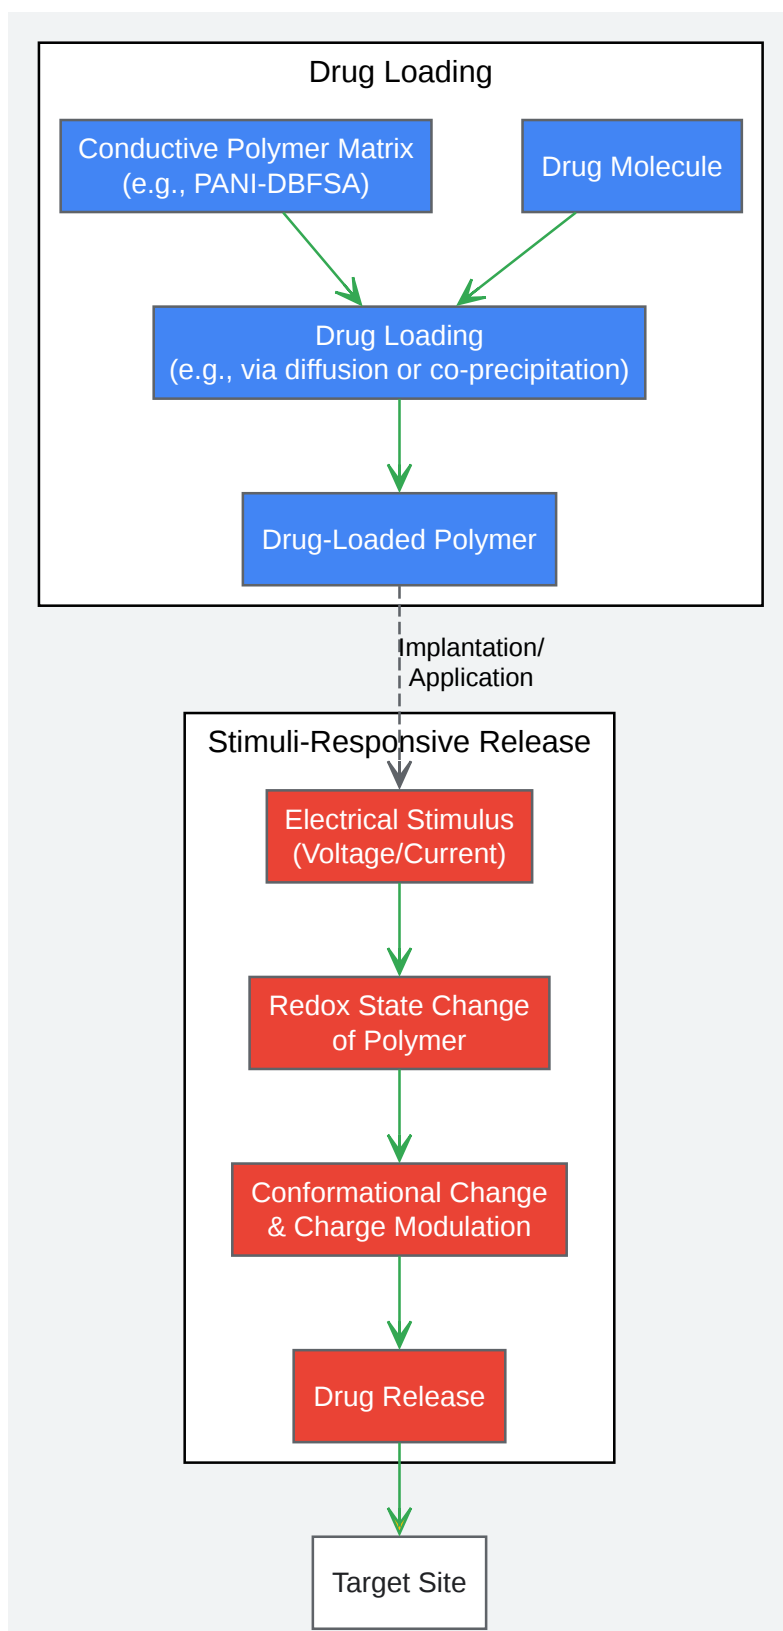 Drug Loading
Conductive Polymer Matrix
(e.g., PANI-DBFSA)
Drug Molecule
Drug Loading
(e.g., via diffusion or co-precipitation)
Drug-Loaded Polymer
Implantation/
Application
Stimuli-Responsive Release
Electrical Stimulus
(Voltage/Current)
Redox State Change
of Polymer
Conformational Change
& Charge Modulation
Drug Release
Target Site